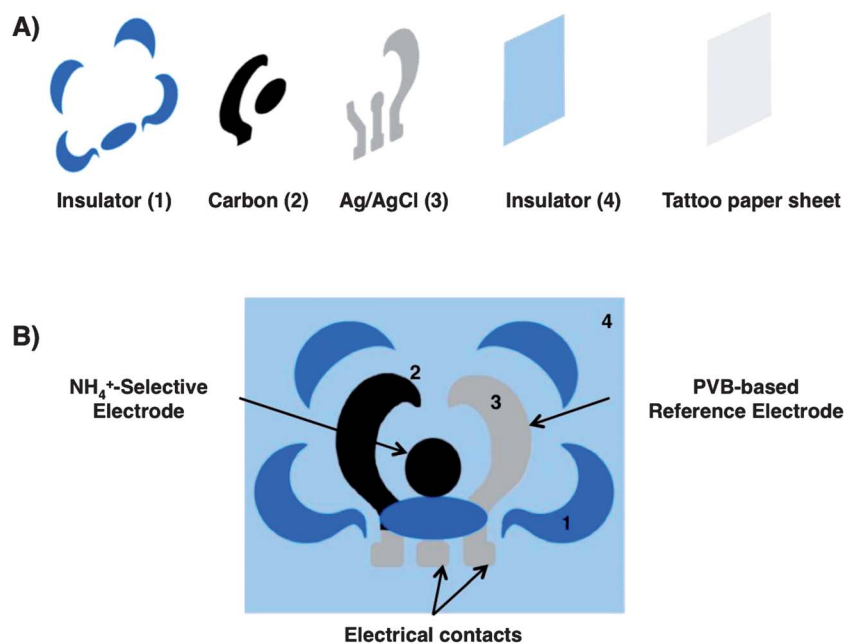 A)
Insulator (1) Carbon (2) Ag/AgCl (3) Insulator (4) Tattoo paper sheet
B)
4
2
3
1
NH₄⁺-Selective
Electrode
PVB-based
Reference Electrode
Electrical contacts